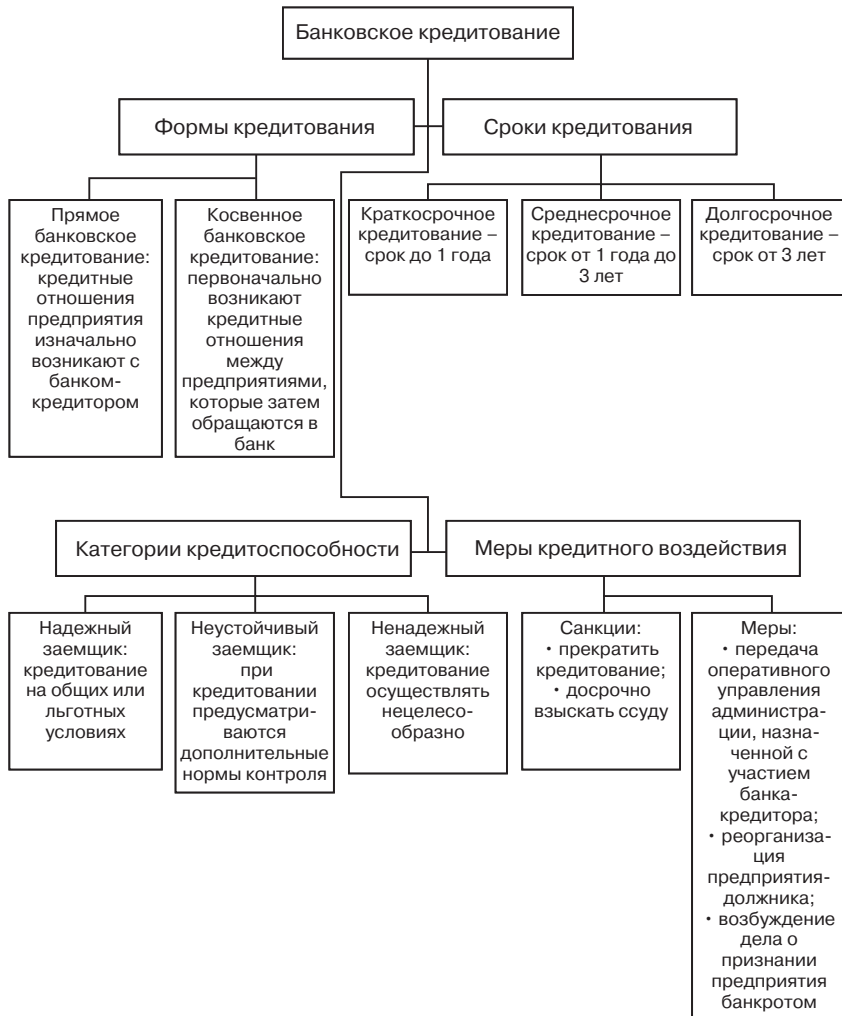 Банковское кредитование
Формы кредитования
Сроки кредитования
Прямое
банковское
кредитование:
кредитные
отношения
предприятия
изначально
возникают с
банком-
кредитором
Косвенное
банковское
кредитование:
первоначально
возникают
кредитные
отношения
между
предприятиями,
которые затем
обращаются в
банк
Краткосрочное
кредитование –
срок до 1 года
Среднесрочное
кредитование –
срок от 1 года до
3 лет
Долгосрочное
кредитование –
срок от 3 лет
Категории кредитоспособности
Меры кредитного воздействия
Надежный
заемщик:
кредитование
на общих или
льготных
условиях
Неустойчивый
заемщик:
при
кредитовании
предусматри-
ваются
дополнительные
нормы контроля
Ненадежный
заемщик:
кредитование
осуществлять
нецелесо-
образно
Санкции:
• прекратить
кредитование;
• досрочно
взыскать ссуду
Меры:
• передача
оперативного
управления
администра-
ции, назна-
ченной с
участием
банка-
кредитора;
• реорганиза-
ция
предприятия-
должника;
• возбуждение
дела о
признании
предприятия
банкротом